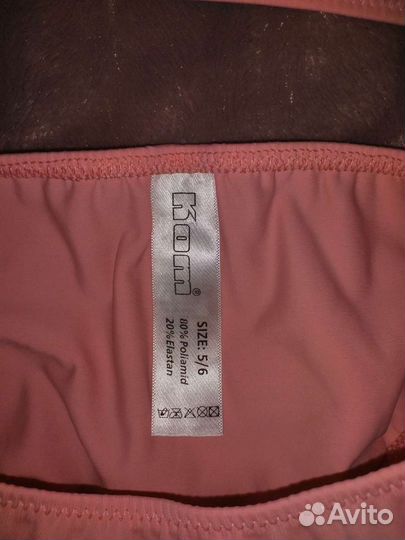 Kom®
SIZE: 5/6
80% Poliamid
20%Elastan
Avito